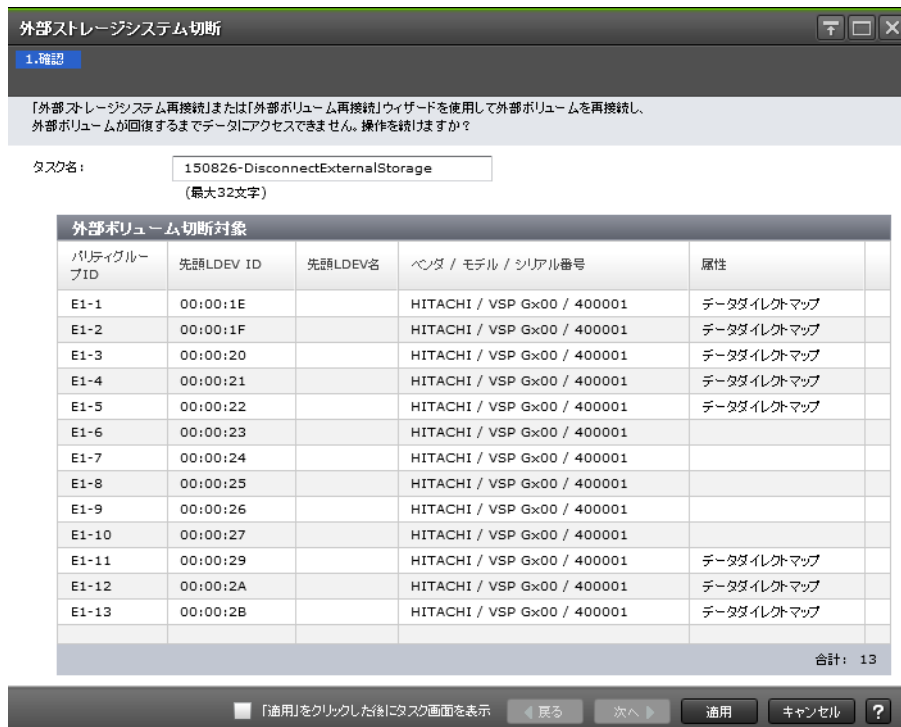 外部ストレージシステム切断
1.確認
「外部ストレージシステム再接続」または「外部ボリューム再接続」ウィザードを使用して外部ボリュームを再接続し、
外部ボリュームが回復するまでデータにアクセスできません。操作を続けますか？
タスク名： 150826-DisconnectExternalStorage
(最大32文字)
外部ボリューム切断対象
パリティグループID 先頭LDEV ID 先頭LDEV名 ベンダ / モデル / シリアル番号 属性
E1-1 00:00:1E HITACHI / VSP Gx00 / 400001 データダイレクトマップ
E1-2 00:00:1F HITACHI / VSP Gx00 / 400001 データダイレクトマップ
E1-3 00:00:20 HITACHI / VSP Gx00 / 400001 データダイレクトマップ
E1-4 00:00:21 HITACHI / VSP Gx00 / 400001 データダイレクトマップ
E1-5 00:00:22 HITACHI / VSP Gx00 / 400001 データダイレクトマップ
E1-6 00:00:23 HITACHI / VSP Gx00 / 400001
E1-7 00:00:24 HITACHI / VSP Gx00 / 400001
E1-8 00:00:25 HITACHI / VSP Gx00 / 400001
E1-9 00:00:26 HITACHI / VSP Gx00 / 400001
E1-10 00:00:27 HITACHI / VSP Gx00 / 400001
E1-11 00:00:29 HITACHI / VSP Gx00 / 400001 データダイレクトマップ
E1-12 00:00:2A HITACHI / VSP Gx00 / 400001 データダイレクトマップ
E1-13 00:00:2B HITACHI / VSP Gx00 / 400001 データダイレクトマップ
合計： 13
「適用」をクリックした後にタスク画面を表示 戻る 次へ 適用 キャンセル ?